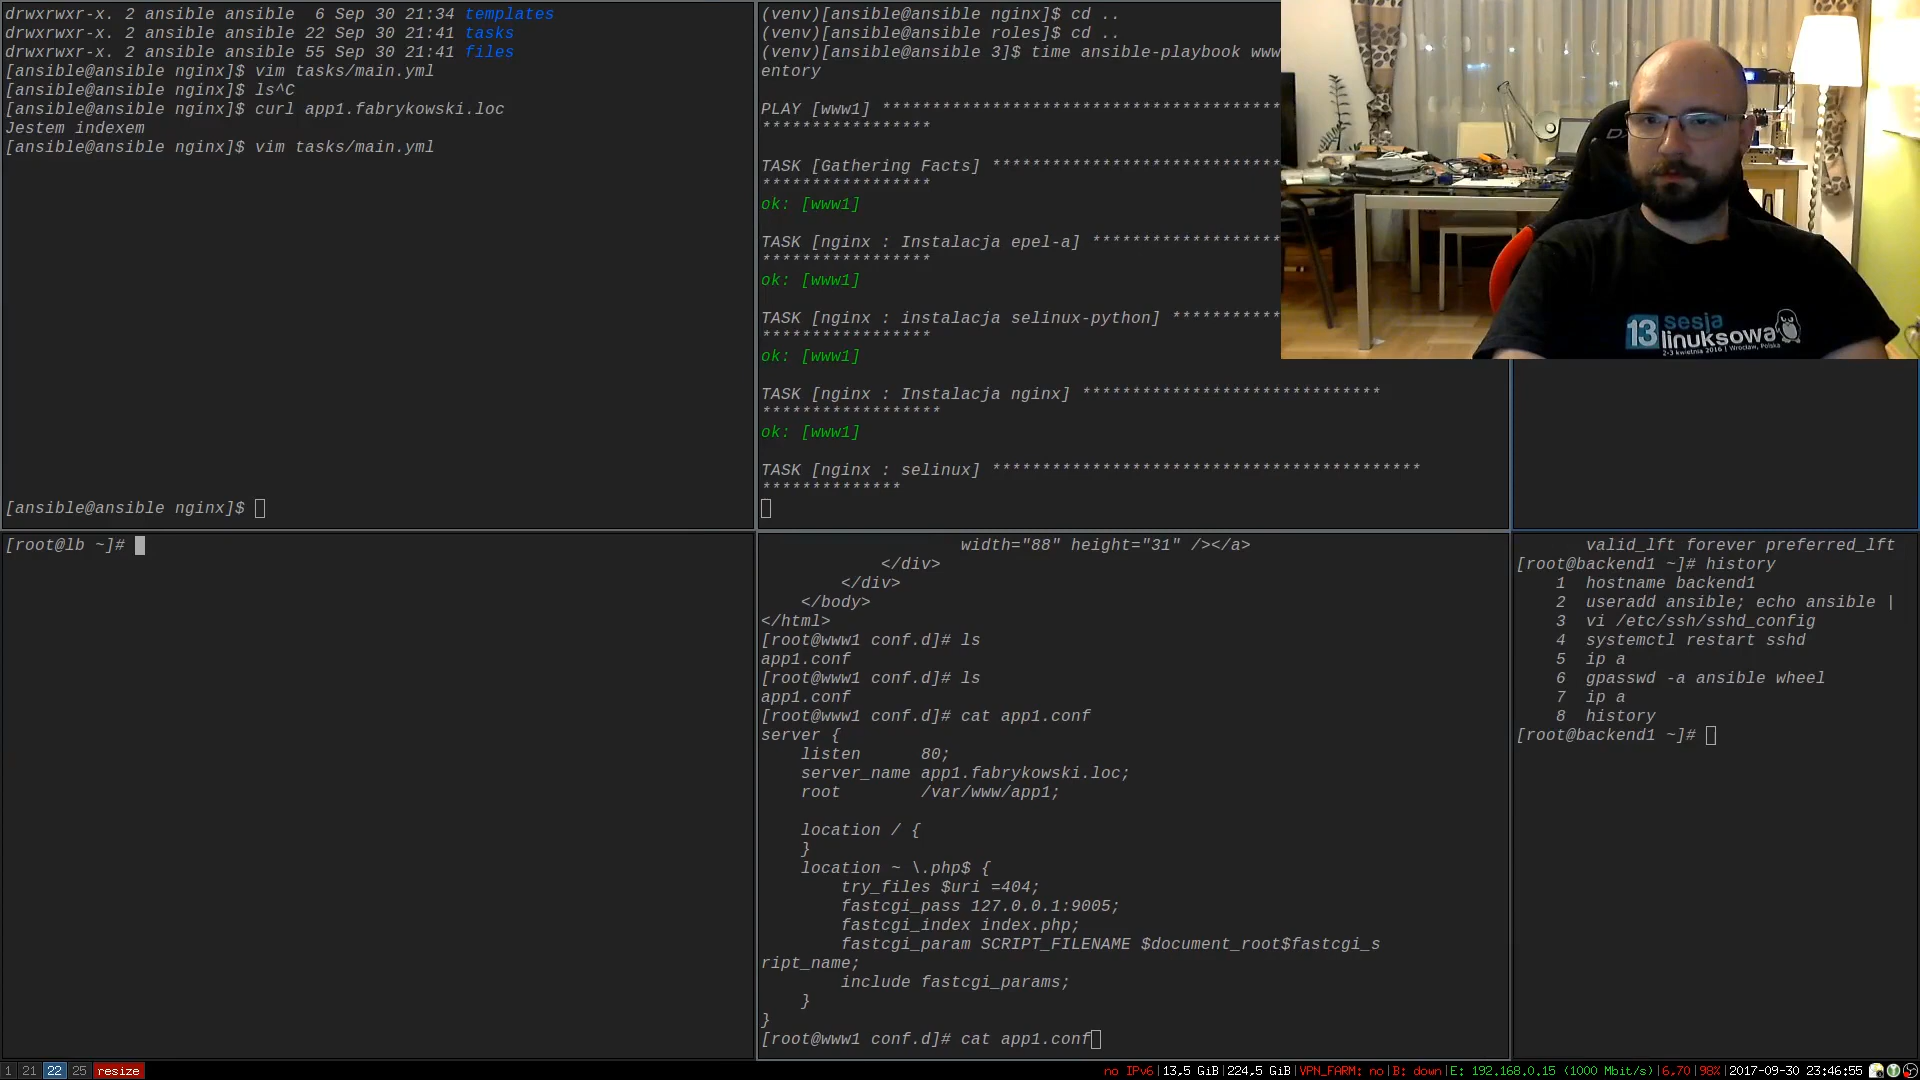 drwxrwxr-x. 2 ansible ansible  6 Sep 30 21:34 templates
drwxrwxr-x. 2 ansible ansible 22 Sep 30 21:41 tasks
drwxrwxr-x. 2 ansible ansible 55 Sep 30 21:41 files
[ansible@ansible nginx]$ vim tasks/main.yml
[ansible@ansible nginx]$ ls^C
[ansible@ansible nginx]$ curl app1.fabrykowski.loc
Jestem indexem
[ansible@ansible nginx]$ vim tasks/main.yml
[ansible@ansible nginx]$
(venv)[ansible@ansible nginx]$ cd ..
(venv)[ansible@ansible roles]$ cd ..
(venv)[ansible@ansible 3]$ time ansible-playbook www
entory
PLAY [www1] ****************************************
*****************
TASK [Gathering Facts] *****************************
*****************
ok: [www1]
TASK [nginx : Instalacja epel-a] *******************
*****************
ok: [www1]
TASK [nginx : instalacja selinux-python] ***********
*****************
ok: [www1]
TASK [nginx : Instalacja nginx] ******************************
******************
ok: [www1]
TASK [nginx : selinux] *******************************************
**************
13 sesja
linuksowa
2-3 kwietnia 2016 | Wrocław, Polska
[root@lb ~]#
width="88" height="31" /></a>
</div>
</div>
</body>
</html>
[root@www1 conf.d]# ls
app1.conf
[root@www1 conf.d]# ls
app1.conf
[root@www1 conf.d]# cat app1.conf
server {
    listen      80;
    server_name app1.fabrykowski.loc;
    root        /var/www/app1;
    location / {
    }
    location ~ \.php$ {
        try_files $uri =404;
        fastcgi_pass 127.0.0.1:9005;
        fastcgi_index index.php;
        fastcgi_param SCRIPT_FILENAME $document_root$fastcgi_s
ript_name;
        include fastcgi_params;
    }
}
[root@www1 conf.d]# cat app1.conf
valid_lft forever preferred_lft
[root@backend1 ~]# history
1  hostname backend1
2  useradd ansible; echo ansible |
3  vi /etc/ssh/sshd_config
4  systemctl restart sshd
5  ip a
6  gpasswd -a ansible wheel
7  ip a
8  history
[root@backend1 ~]#
1 21 22 25 resize
no IPv6|13,5 GiB|224,5 GiB|VPN_FARM: no|B: down|E: 192.168.0.15 (1000 Mbit/s)|6,70|98%|2017-09-30 23:46:55